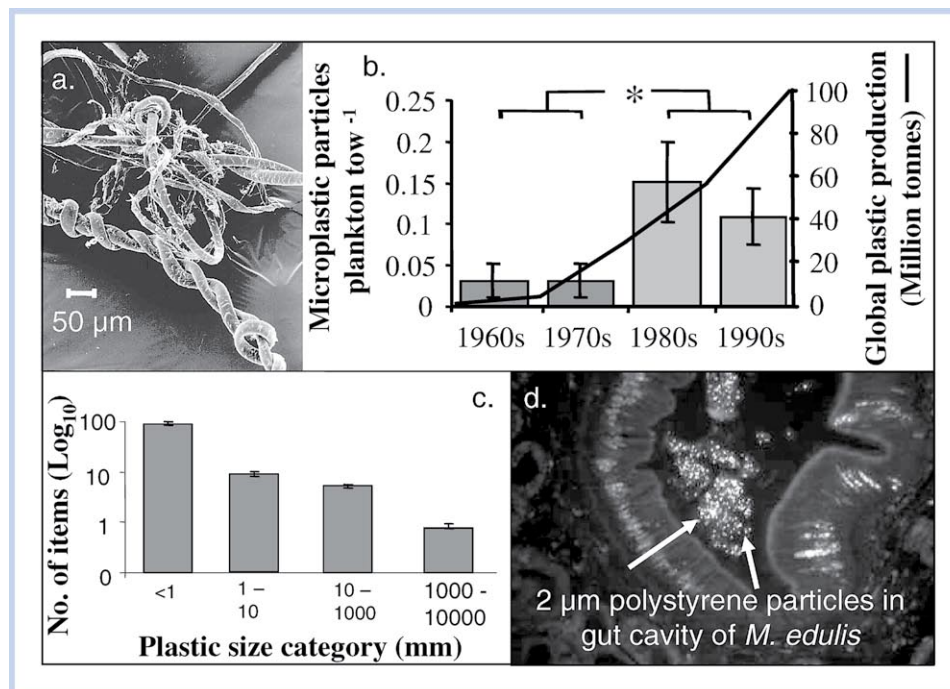 a.
50 µm
b.
Microplastic particles
plankton tow -1
0.25
0.2
0.15
0.1
0.05
0
*
100
80
60
40
20
0
Global plastic production
(Million tonnes)
1960s 1970s 1980s 1990s
c.
No. of items (Log10)
100
10
1
0
<1
1 –
10
10 –
1000
1000 -
10000
Plastic size category (mm)
d.
2 µm polystyrene particles in
gut cavity of M. edulis